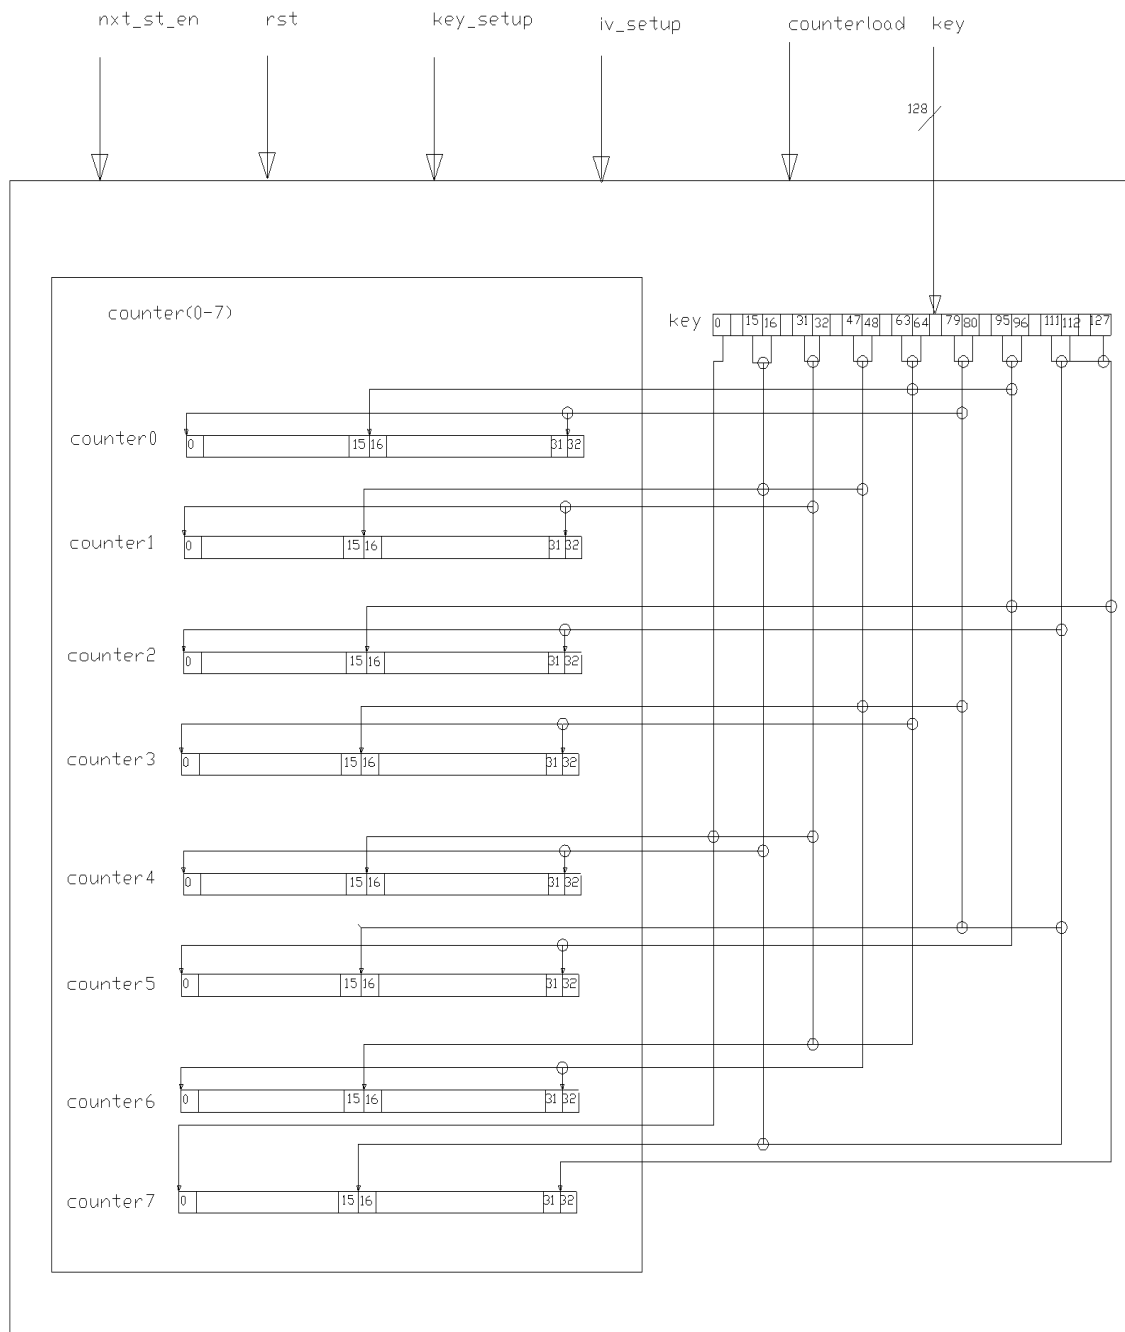 nxt_st_en rst key_setup iv_setup counterload key
128
counter(0-7)
key 0 15 16 31 32 47 48 63 64 79 80 95 96 111 112 127
counter0 0 15 16 31 32
counter1 0 15 16 31 32
counter2 0 15 16 31 32
counter3 0 15 16 31 32
counter4 0 15 16 31 32
counter5 0 15 16 31 32
counter6 0 15 16 31 32
counter7 0 15 16 31 32